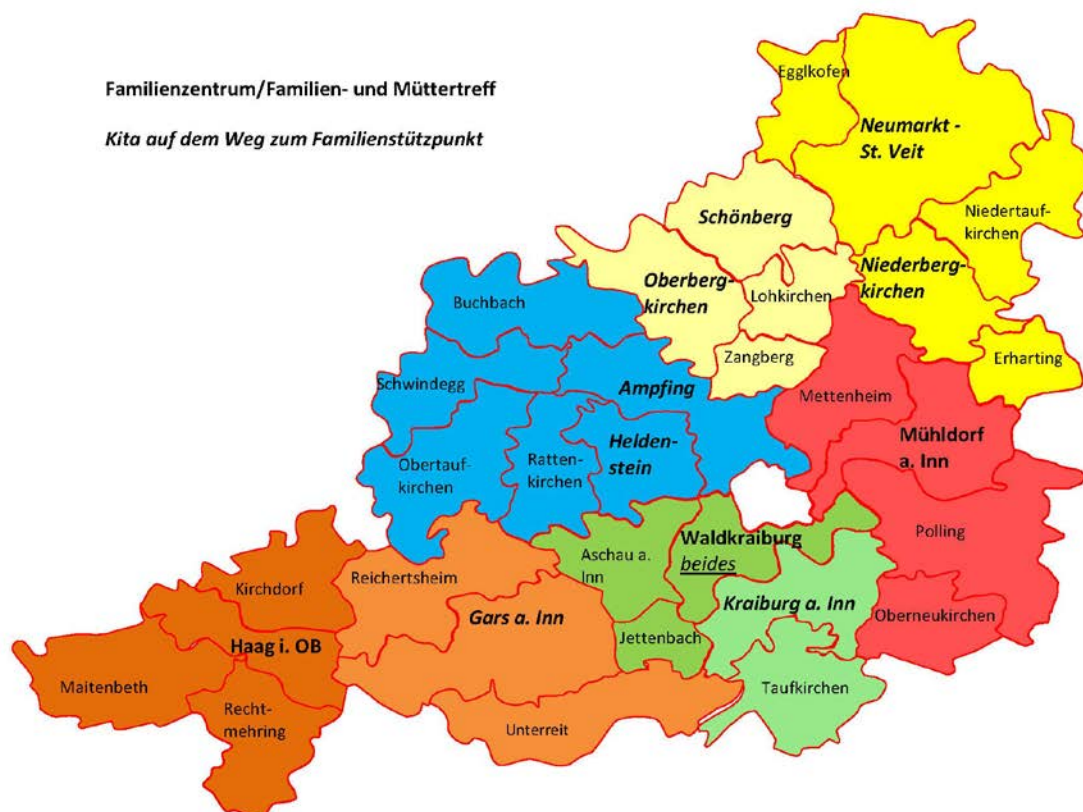 Familienzentrum/Familien- und Müttertreff
Kita auf dem Weg zum Familienstützpunkt
Egglkofen
Neumarkt -
St. Veit
Niedertauf-
kirchen
Schönberg
Niederberg-
kirchen
Oberberg-
kirchen
Lohkirchen
Buchbach
Zangberg
Erharting
Schwindegg
Ampfing
Mettenheim
Mühldorf
a. Inn
Helden-
stein
Obertauf-
kirchen
Ratten-
kirchen
Polling
Waldkraiburg
beides
Aschau a.
Inn
Reichertsheim
Kirchdorf
Kraiburg a. Inn
Gars a. Inn
Oberneukirchen
Haag i. OB
Jettenbach
Maitenbeth
Taufkirchen
Recht-
mehring
Unterreit